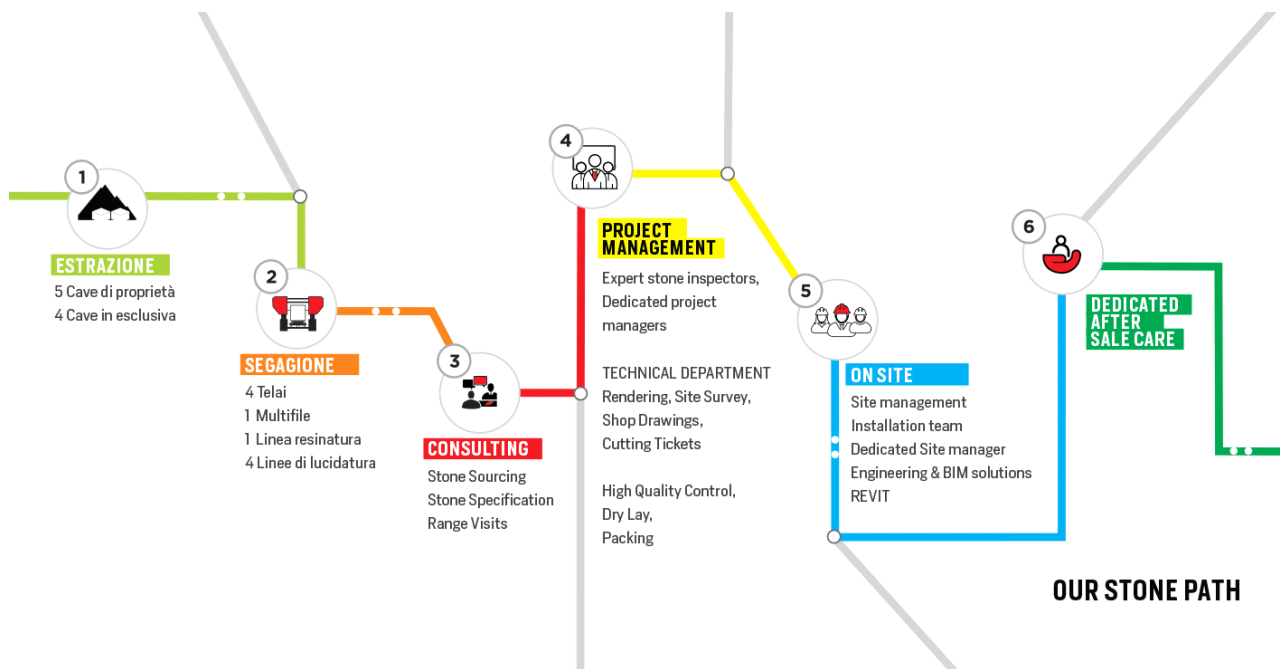 1
ESTRAZIONE
5 Cave di proprietà
4 Cave in esclusiva
2
SEGAGIONE
4 Telai
1 Multifile
1 Linea resinatura
4 Linee di lucidatura
3
CONSULTING
Stone Sourcing
Stone Specification
Range Visits
4
PROJECT
MANAGEMENT
Expert stone inspectors,
Dedicated project
managers
TECHNICAL DEPARTMENT
Rendering, Site Survey,
Shop Drawings,
Cutting Tickets
High Quality Control,
Dry Lay,
Packing
5
ON SITE
Site management
Installation team
Dedicated Site manager
Engineering & BIM solutions
REVIT
6
DEDICATED
AFTER
SALE CARE
OUR STONE PATH